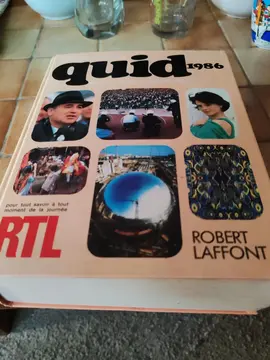 quid 1986
pour tout savoir à tout
moment de la journée
RTL
ROBERT
LAFFONT